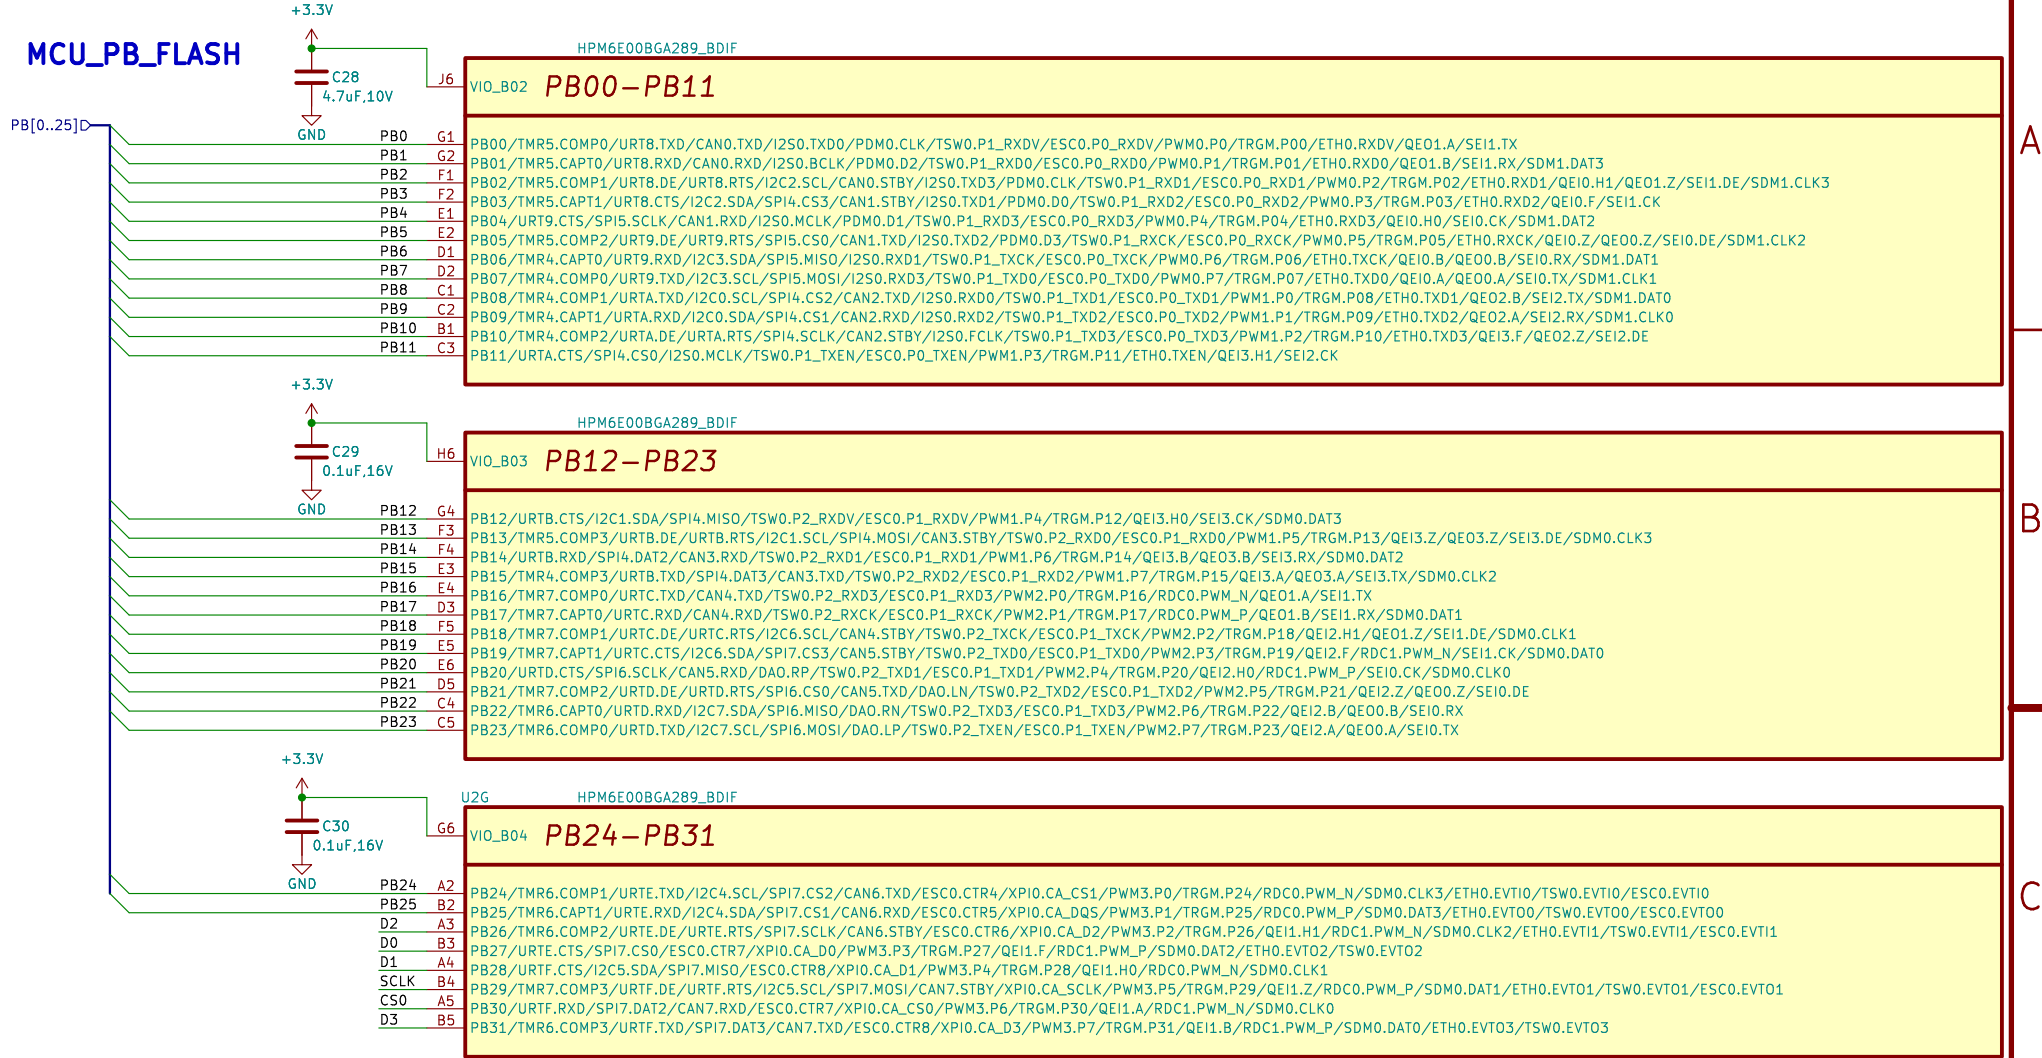 +3.3V
MCU_PB_FLASH
HPM6E00BGA289_BDIF
C28
4.7uF,10V
GND
J6 VIO_B02 PB00-PB11
A
PB[0..25]
PB0 G1 PB00/TMR5.COMP0/URT8.TXD/CAN0.TXD/I2S0.TXD0/PDM0.CLK/TSW0.P1_RXDV/ESC0.P0_RXDV/PWM0.P0/TRGM.P00/ETH0.RXDV/QEO1.A/SEI1.TX
PB1 G2 PB01/TMR5.CAPT0/URT8.RXD/CAN0.RXD/I2S0.BCLK/PDM0.D2/TSW0.P1_RXD0/ESC0.P0_RXD0/PWM0.P1/TRGM.P01/ETH0.RXD0/QEO1.B/SEI1.RX/SDM1.DAT3
PB2 F1 PB02/TMR5.COMP1/URT8.DE/URT8.RTS/I2C2.SCL/CAN0.STBY/I2S0.TXD3/PDM0.CLK/TSW0.P1_RXD1/ESC0.P0_RXD1/PWM0.P2/TRGM.P02/ETH0.RXD1/QEI0.H1/QEO1.Z/SEI1.DE/SDM1.CLK3
PB3 F2 PB03/TMR5.CAPT1/URT8.CTS/I2C2.SDA/SPI4.CS3/CAN1.STBY/I2S0.TXD1/PDM0.D0/TSW0.P1_RXD2/ESC0.P0_RXD2/PWM0.P3/TRGM.P03/ETH0.RXD2/QEI0.F/SEI1.CK
PB4 E1 PB04/URT9.CTS/SPI5.SCLK/CAN1.RXD/I2S0.MCLK/PDM0.D1/TSW0.P1_RXD3/ESC0.P0_RXD3/PWM0.P4/TRGM.P04/ETH0.RXD3/QEI0.H0/SEI0.CK/SDM1.DAT2
PB5 E2 PB05/TMR5.COMP2/URT9.DE/URT9.RTS/SPI5.CS0/CAN1.TXD/I2S0.TXD2/PDM0.D3/TSW0.P1_RXCK/ESC0.P0_RXCK/PWM0.P5/TRGM.P05/ETH0.RXCK/QEI0.Z/QEO0.Z/SEI0.DE/SDM1.CLK2
PB6 D1 PB06/TMR4.CAPT0/URT9.RXD/I2C3.SDA/SPI5.MISO/I2S0.RXD1/TSW0.P1_TXCK/ESC0.P0_TXCK/PWM0.P6/TRGM.P06/ETH0.TXCK/QEI0.B/QEO0.B/SEI0.RX/SDM1.DAT1
PB7 D2 PB07/TMR4.COMP0/URT9.TXD/I2C3.SCL/SPI5.MOSI/I2S0.RXD3/TSW0.P1_TXD0/ESC0.P0_TXD0/PWM0.P7/TRGM.P07/ETH0.TXD0/QEI0.A/QEO0.A/SEI0.TX/SDM1.CLK1
PB8 C1 PB08/TMR4.COMP1/URTA.TXD/I2C0.SCL/SPI4.CS2/CAN2.TXD/I2S0.RXD0/TSW0.P1_TXD1/ESC0.P0_TXD1/PWM1.P0/TRGM.P08/ETH0.TXD1/QEO2.B/SEI2.TX/SDM1.DAT0
PB9 C2 PB09/TMR4.CAPT1/URTA.RXD/I2C0.SDA/SPI4.CS1/CAN2.RXD/I2S0.RXD2/TSW0.P1_TXD2/ESC0.P0_TXD2/PWM1.P1/TRGM.P09/ETH0.TXD2/QEO2.A/SEI2.RX/SDM1.CLK0
PB10 B1 PB10/TMR4.COMP2/URTA.DE/URTA.RTS/SPI4.SCLK/CAN2.STBY/I2S0.FCLK/TSW0.P1_TXD3/ESC0.P0_TXD3/PWM1.P2/TRGM.P10/ETH0.TXD3/QEI3.F/QEO2.Z/SEI2.DE
PB11 C3 PB11/URTA.CTS/SPI4.CS0/I2S0.MCLK/TSW0.P1_TXEN/ESC0.P0_TXEN/PWM1.P3/TRGM.P11/ETH0.TXEN/QEI3.H1/SEI2.CK
+3.3V
HPM6E00BGA289_BDIF
C29
0.1uF,16V
GND
H6 VIO_B03 PB12-PB23
B
PB12 G4 PB12/URTB.CTS/I2C1.SDA/SPI4.MISO/TSW0.P2_RXDV/ESC0.P1_RXDV/PWM1.P4/TRGM.P12/QEI3.H0/SEI3.CK/SDM0.DAT3
PB13 F3 PB13/TMR5.COMP3/URTB.DE/URTB.RTS/I2C1.SCL/SPI4.MOSI/CAN3.STBY/TSW0.P2_RXD0/ESC0.P1_RXD0/PWM1.P5/TRGM.P13/QEI3.Z/QEO3.Z/SEI3.DE/SDM0.CLK3
PB14 F4 PB14/URTB.RXD/SPI4.DAT2/CAN3.RXD/TSW0.P2_RXD1/ESC0.P1_RXD1/PWM1.P6/TRGM.P14/QEI3.B/QEO3.B/SEI3.RX/SDM0.DAT2
PB15 E3 PB15/TMR4.COMP3/URTB.TXD/SPI4.DAT3/CAN3.TXD/TSW0.P2_RXD2/ESC0.P1_RXD2/PWM1.P7/TRGM.P15/QEI3.A/QEO3.A/SEI3.TX/SDM0.CLK2
PB16 E4 PB16/TMR7.COMP0/URTC.TXD/CAN4.TXD/TSW0.P2_RXD3/ESC0.P1_RXD3/PWM2.P0/TRGM.P16/RDC0.PWM_N/QEO1.A/SEI1.TX
PB17 D3 PB17/TMR7.CAPT0/URTC.RXD/CAN4.RXD/TSW0.P2_RXCK/ESC0.P1_RXCK/PWM2.P1/TRGM.P17/RDC0.PWM_P/QEO1.B/SEI1.RX/SDM0.DAT1
PB18 F5 PB18/TMR7.COMP1/URTC.DE/URTC.RTS/I2C6.SCL/CAN4.STBY/TSW0.P2_TXCK/ESC0.P1_TXCK/PWM2.P2/TRGM.P18/QEI2.H1/QEO1.Z/SEI1.DE/SDM0.CLK1
PB19 E5 PB19/TMR7.CAPT1/URTC.CTS/I2C6.SDA/SPI7.CS3/CAN5.STBY/TSW0.P2_TXD0/ESC0.P1_TXD0/PWM2.P3/TRGM.P19/QEI2.F/RDC1.PWM_N/SEI1.CK/SDM0.DAT0
PB20 E6 PB20/URTD.CTS/SPI6.SCLK/CAN5.RXD/DAO.RP/TSW0.P2_TXD1/ESC0.P1_TXD1/PWM2.P4/TRGM.P20/QEI2.H0/RDC1.PWM_P/SEI0.CK/SDM0.CLK0
PB21 D5 PB21/TMR7.COMP2/URTD.DE/URTD.RTS/SPI6.CS0/CAN5.TXD/DAO.LN/TSW0.P2_TXD2/ESC0.P1_TXD2/PWM2.P5/TRGM.P21/QEI2.Z/QEO0.Z/SEI0.DE
PB22 C4 PB22/TMR6.CAPT0/URTD.RXD/I2C7.SDA/SPI6.MISO/DAO.RN/TSW0.P2_TXD3/ESC0.P1_TXD3/PWM2.P6/TRGM.P22/QEI2.B/QEO0.B/SEI0.RX
PB23 C5 PB23/TMR6.COMP0/URTD.TXD/I2C7.SCL/SPI6.MOSI/DAO.LP/TSW0.P2_TXEN/ESC0.P1_TXEN/PWM2.P7/TRGM.P23/QEI2.A/QEO0.A/SEI0.TX
+3.3V
U2G HPM6E00BGA289_BDIF
C30
0.1uF,16V
GND
G6 VIO_B04 PB24-PB31
C
PB24 A2 PB24/TMR6.COMP1/URTE.TXD/I2C4.SCL/SPI7.CS2/CAN6.TXD/ESC0.CTR4/XPI0.CA_CS1/PWM3.P0/TRGM.P24/RDC0.PWM_N/SDM0.CLK3/ETH0.EVTI0/TSW0.EVTI0/ESC0.EVTI0
PB25 B2 PB25/TMR6.CAPT1/URTE.RXD/I2C4.SDA/SPI7.CS1/CAN6.RXD/ESC0.CTR5/XPI0.CA_DQS/PWM3.P1/TRGM.P25/RDC0.PWM_P/SDM0.DAT3/ETH0.EVTO0/TSW0.EVTO0/ESC0.EVTO0
D2 A3 PB26/TMR6.COMP2/URTE.DE/URTE.RTS/SPI7.SCLK/CAN6.STBY/ESC0.CTR6/XPI0.CA_D2/PWM3.P2/TRGM.P26/QEI1.H1/RDC1.PWM_N/SDM0.CLK2/ETH0.EVTI1/TSW0.EVTI1/ESC0.EVTI1
D0 B3 PB27/URTE.CTS/SPI7.CS0/ESC0.CTR7/XPI0.CA_D0/PWM3.P3/TRGM.P27/QEI1.F/RDC1.PWM_P/SDM0.DAT2/ETH0.EVTO2/TSW0.EVTO2
D1 A4 PB28/URTF.CTS/I2C5.SDA/SPI7.MISO/ESC0.CTR8/XPI0.CA_D1/PWM3.P4/TRGM.P28/QEI1.H0/RDC0.PWM_N/SDM0.CLK1
SCLK B4 PB29/TMR7.COMP3/URTF.DE/URTF.RTS/I2C5.SCL/SPI7.MOSI/CAN7.STBY/XPI0.CA_SCLK/PWM3.P5/TRGM.P29/QEI1.Z/RDC0.PWM_P/SDM0.DAT1/ETH0.EVTO1/TSW0.EVTO1/ESC0.EVTO1
CS0 A5 PB30/URTF.RXD/SPI7.DAT2/CAN7.RXD/ESC0.CTR7/XPI0.CA_CS0/PWM3.P6/TRGM.P30/QEI1.A/RDC1.PWM_N/SDM0.CLK0
D3 B5 PB31/TMR6.COMP3/URTF.TXD/SPI7.DAT3/CAN7.TXD/ESC0.CTR8/XPI0.CA_D3/PWM3.P7/TRGM.P31/QEI1.B/RDC1.PWM_P/SDM0.DAT0/ETH0.EVTO3/TSW0.EVTO3